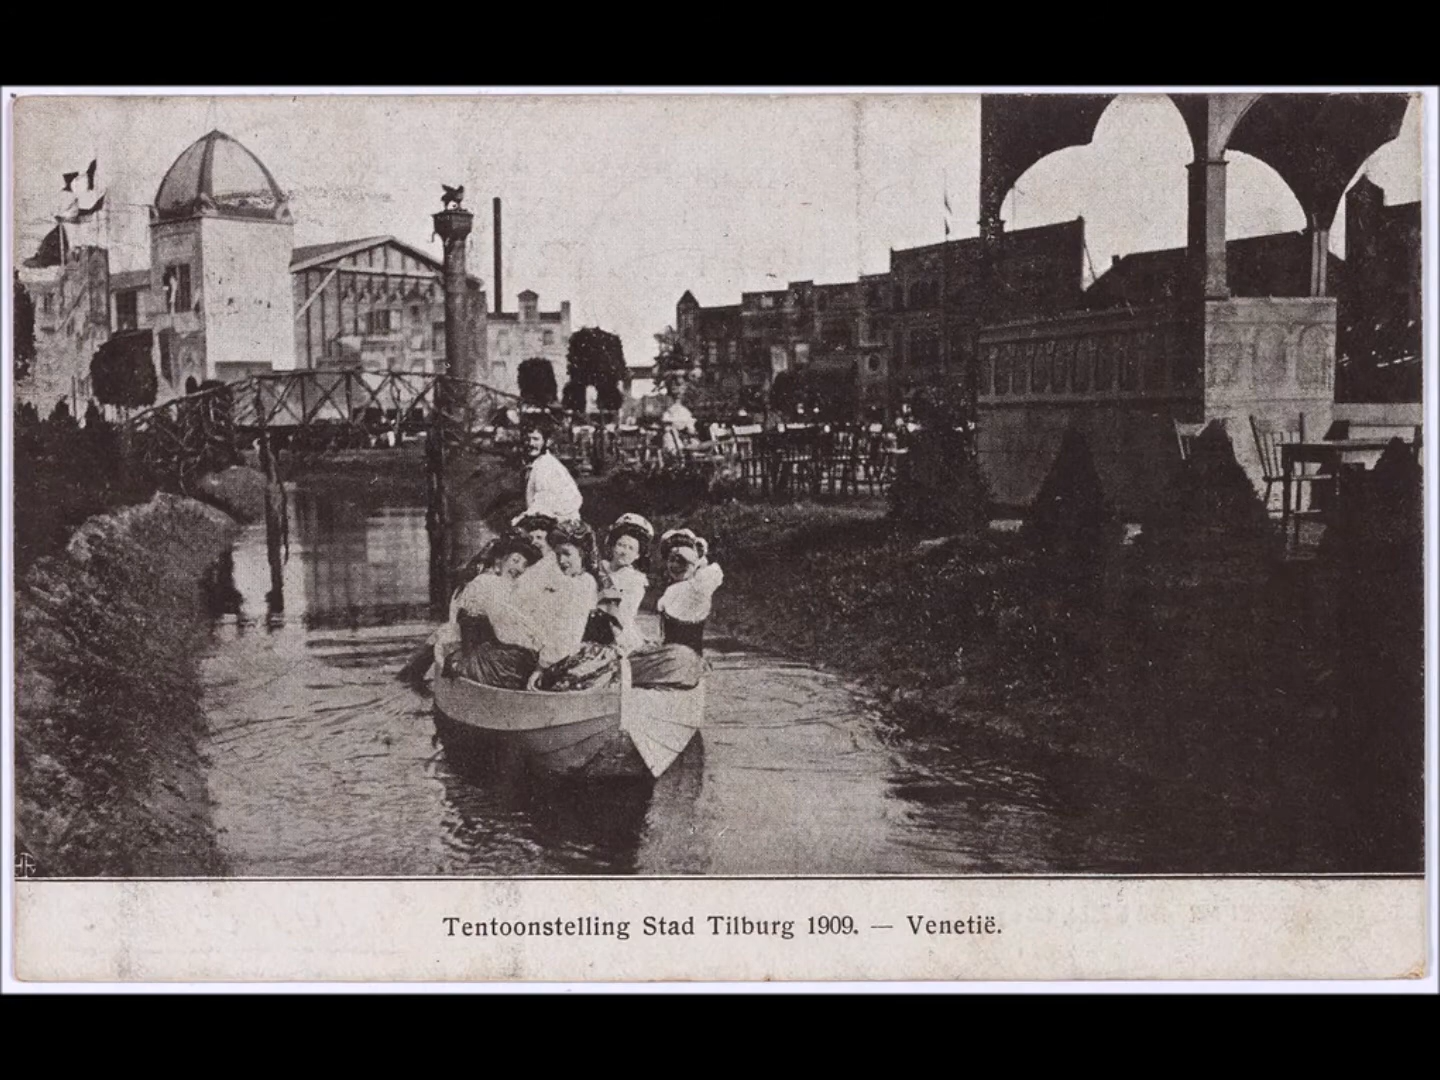 Tentoonstelling Stad Tilburg 1909. — Venetië.